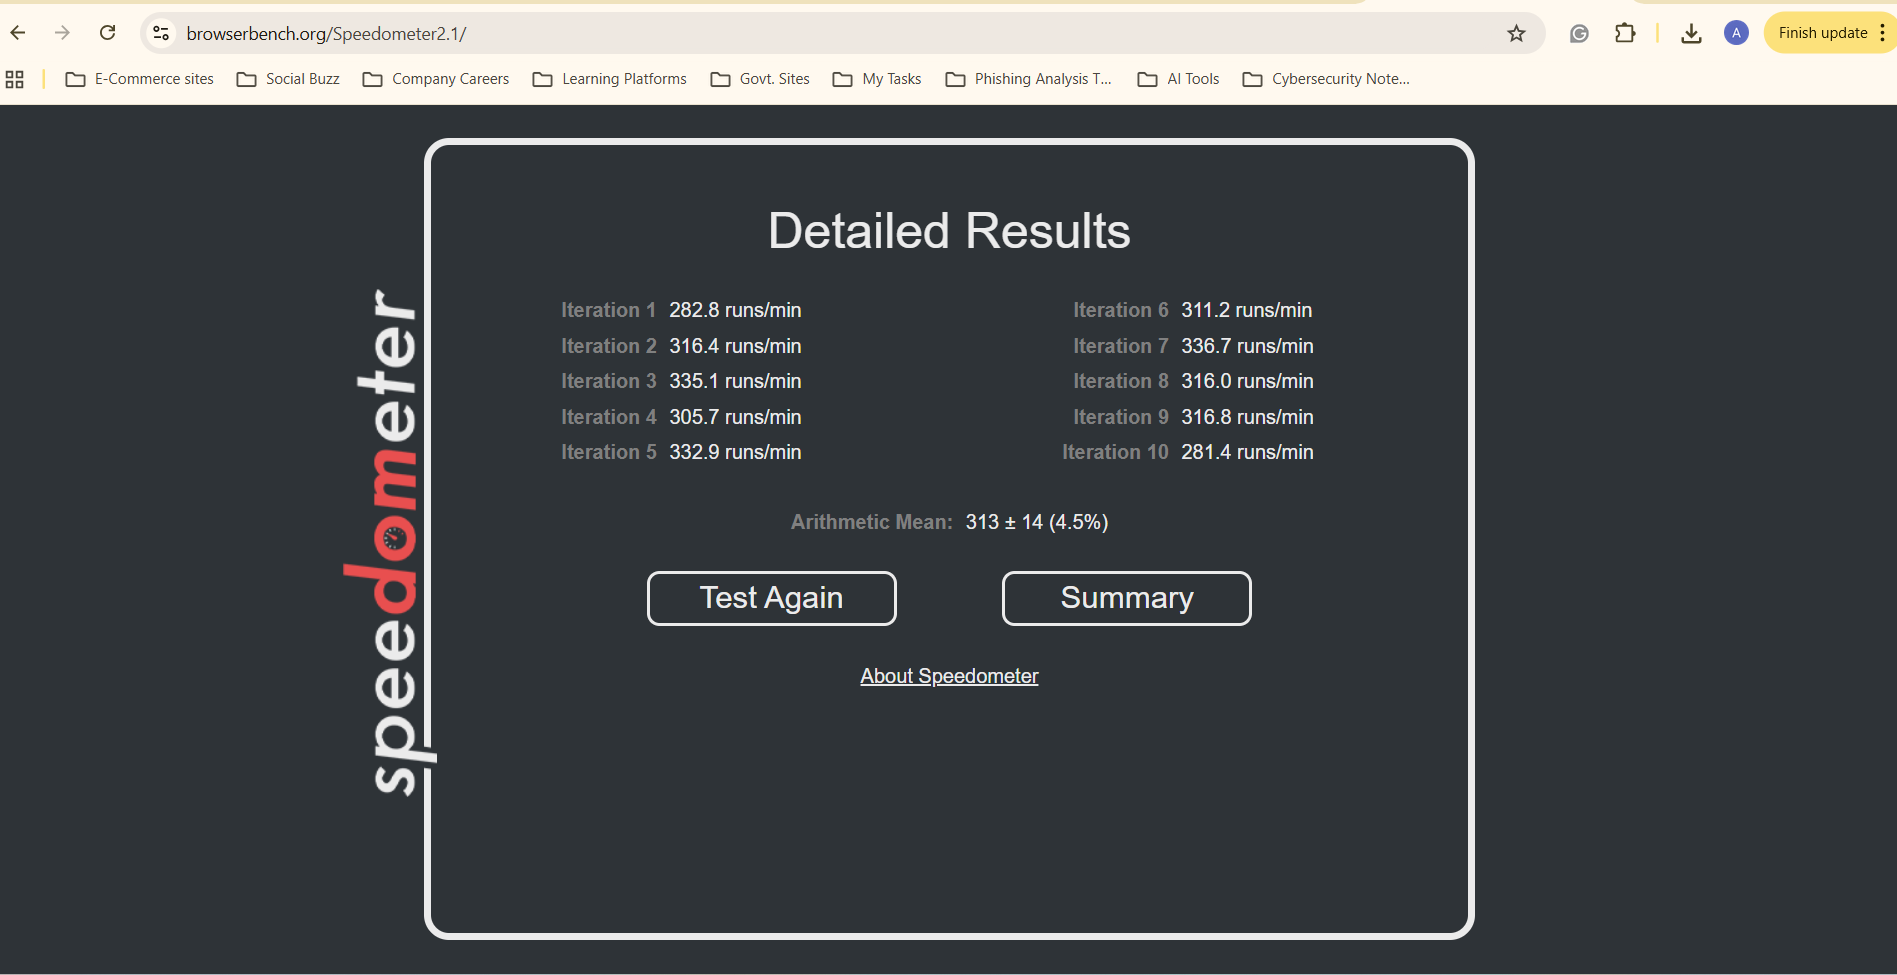 browserbench.org/Speedometer2.1/
A
Finish update
E-Commerce sites
Social Buzz
Company Careers
Learning Platforms
Govt. Sites
My Tasks
Phishing Analysis T...
AI Tools
Cybersecurity Note...
speedometer
Detailed Results
Iteration 1 282.8 runs/min
Iteration 2 316.4 runs/min
Iteration 3 335.1 runs/min
Iteration 4 305.7 runs/min
Iteration 5 332.9 runs/min
Iteration 6 311.2 runs/min
Iteration 7 336.7 runs/min
Iteration 8 316.0 runs/min
Iteration 9 316.8 runs/min
Iteration 10 281.4 runs/min
Arithmetic Mean: 313 ± 14 (4.5%)
Test Again
Summary
About Speedometer